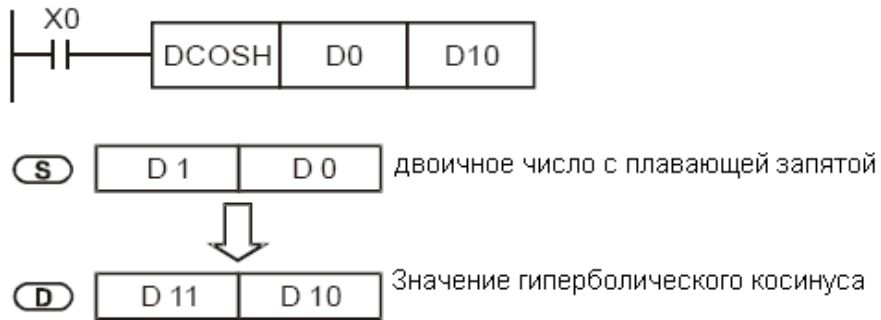 X0
DCOSH D0 D10
S D 1 D 0 двоичное число с плавающей запятой
D D 11 D 10 Значение гиперболического косинуса